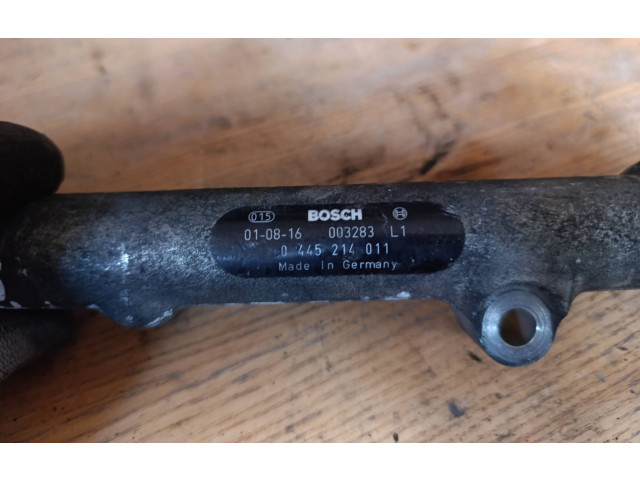 015 BOSCH
01-08-16 003283 L1
0 445 214 011
Made in Germany